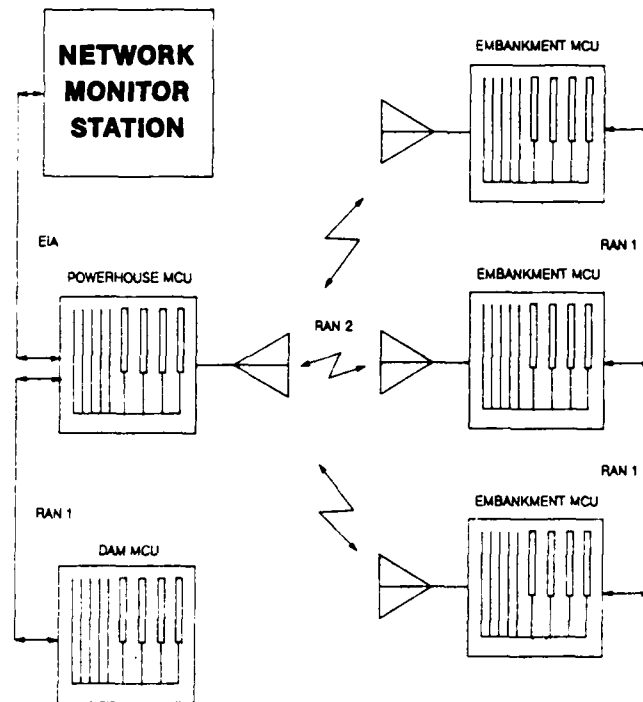 NETWORK
MONITOR
STATION
EMBANKMENT MCU
EIA
RAN 1
POWERHOUSE MCU
EMBANKMENT MCU
RAN 2
RAN 1
EMBANKMENT MCU
RAN 1
DAM MCU